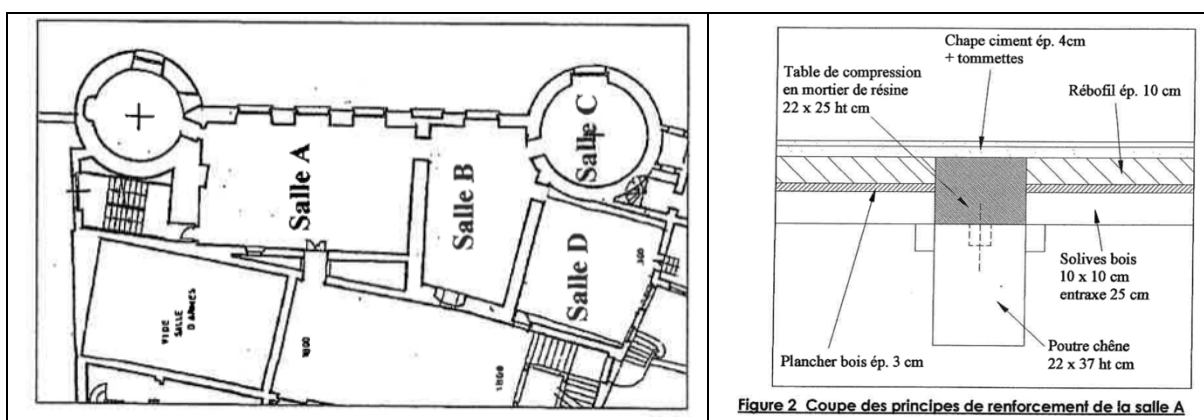 Salle A
Salle B
Salle C
Salle D
VIDE
SALLE
D'ARMES
1800
1800
Chape ciment ép. 4cm
+ tommettes
Table de compression
en mortier de résine
22 x 25 ht cm
Rébofil ép. 10 cm
Solives bois
10 x 10 cm
entraxe 25 cm
Plancher bois ép. 3 cm
Poutre chêne
22 x 37 ht cm
Figure 2 Coupe des principes de renforcement de la salle A